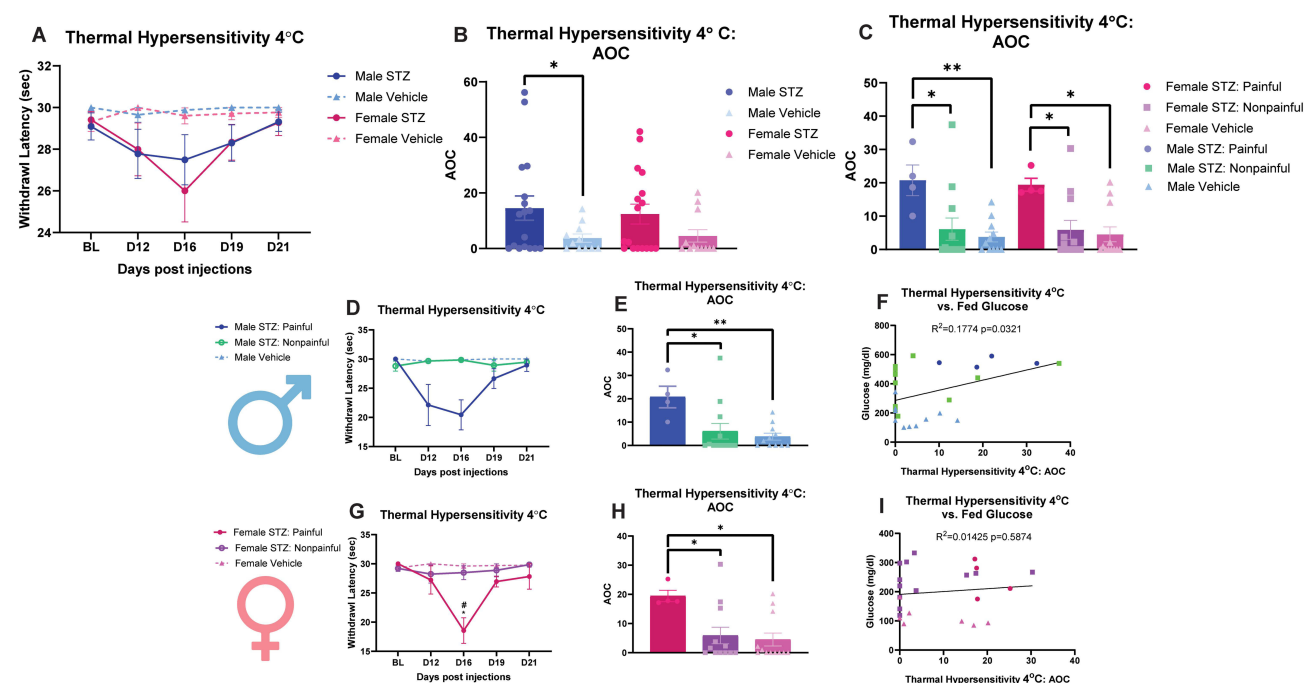 A
Thermal Hypersensitivity 4°C
Withdrawl Latency (sec)
32
30
28
26
24
BL D12 D16 D19 D21
Days post injections
Male STZ
Male Vehicle
Female STZ
Female Vehicle
B
Thermal Hypersensitivity 4° C:
AOC
AOC
60
40
20
0
*
Male STZ
Male Vehicle
Female STZ
Female Vehicle
C
Thermal Hypersensitivity 4°C:
AOC
AOC
50
40
30
20
10
0
**
*
*
*
Female STZ: Painful
Female STZ: Nonpainful
Female Vehicle
Male STZ: Painful
Male STZ: Nonpainful
Male Vehicle
Male STZ: Painful
Male STZ: Nonpainful
Male Vehicle
D
Thermal Hypersensitivity 4°C
Withdrawl Latency (sec)
35
30
25
20
15
BL D12 D16 D19 D21
Days post injections
E
Thermal Hypersensitivity 4°C:
AOC
AOC
50
40
30
20
10
0
**
*
F
Thermal Hypersensitivity 4°C
vs. Fed Glucose
R²=0.1774 p=0.0321
Glucose (mg/dl)
800
600
400
200
0
0 10 20 30 40
Tharmal Hypersensitivity 4°C: AOC
Female STZ: Painful
Female STZ: Nonpainful
Female Vehicle
G
Thermal Hypersensitivity 4°C
Withdrawl Latency (sec)
35
30
25
20
15
#
*
BL D12 D16 D19 D21
Days post injections
H
Thermal Hypersensitivity 4°C:
AOC
AOC
40
30
20
10
0
*
*
I
Thermal Hypersensitivity 4°C
vs. Fed Glucose
R²=0.01425 p=0.5874
Glucose (mg/dl)
400
300
200
100
0
0 10 20 30 40
Tharmal Hypersensitivity 4°C: AOC